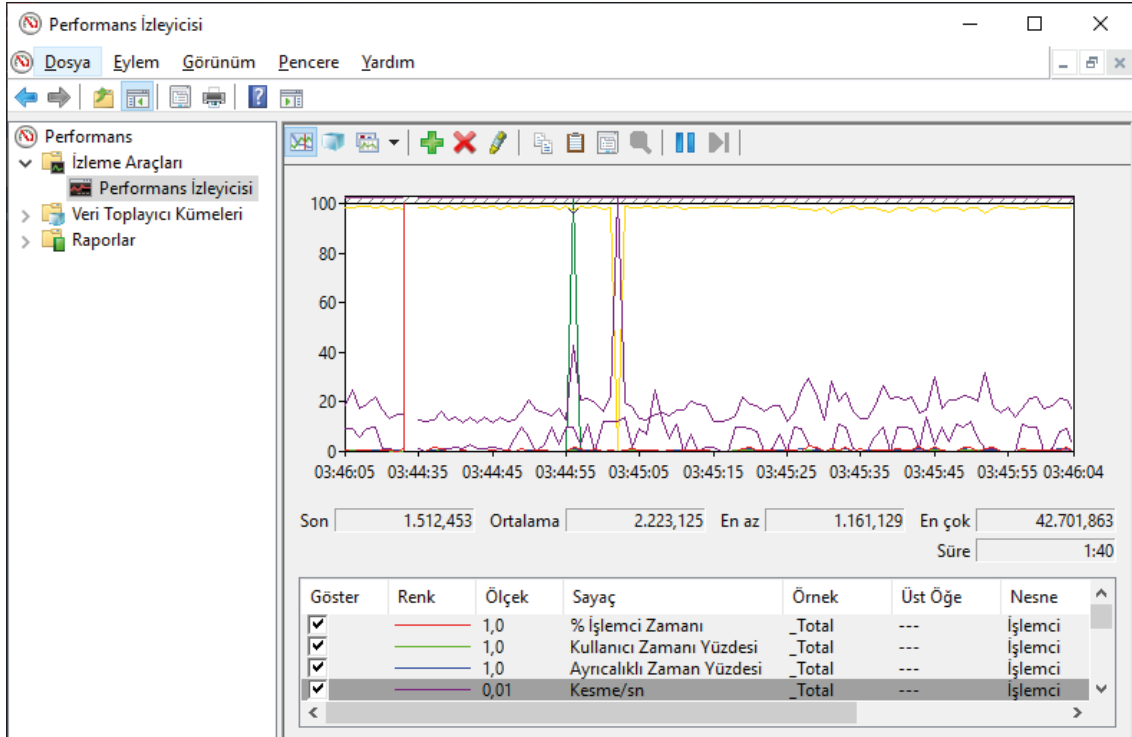 Performans İzleyicisi
Dosya Eylem Görünüm Pencere Yardım
Performans
İzleme Araçları
Performans İzleyicisi
Veri Toplayıcı Kümeleri
Raporlar
100
80
60
40
20
0
03:46:05 03:44:35 03:44:45 03:44:55 03:45:05 03:45:15 03:45:25 03:45:35 03:45:45 03:45:55 03:46:04
Son 1.512,453 Ortalama 2.223,125 En az 1.161,129 En çok 42.701,863
Süre 1:40
Göster Renk Ölçek Sayaç Örnek Üst Öğe Nesne
1,0 % İşlemci Zamanı _Total --- İşlemci
1,0 Kullanıcı Zamanı Yüzdesi _Total --- İşlemci
1,0 Ayrıcalıklı Zaman Yüzdesi _Total --- İşlemci
0,01 Kesme/sn _Total --- İşlemci